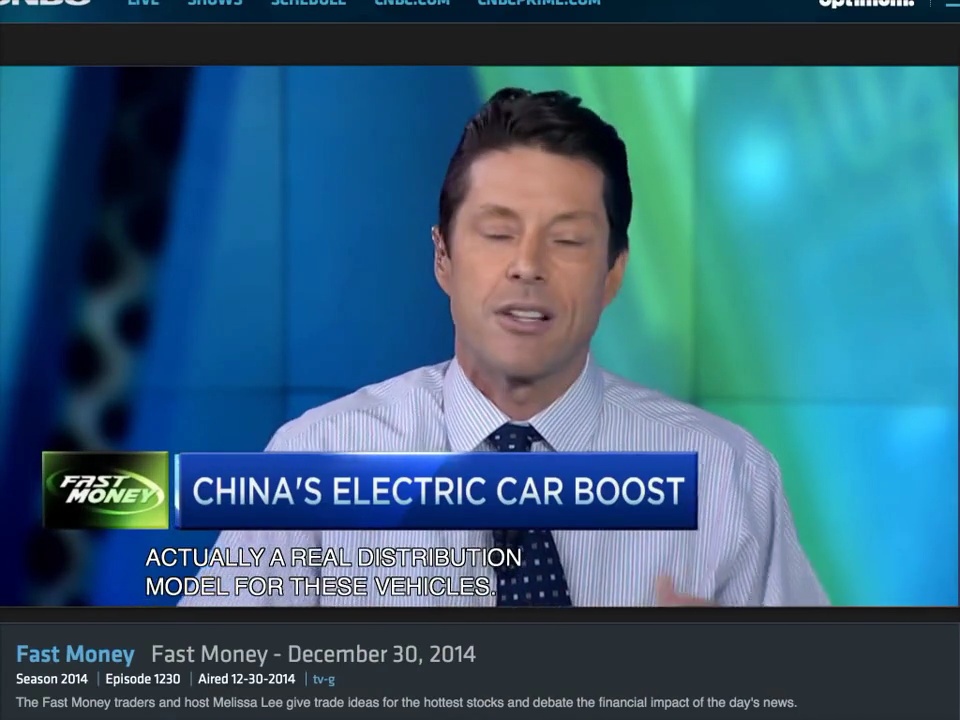 CNBC LIVE SHOWS SCHEDULE CNBC.COM CNBCPRIME.COM optimum.
FAST
MONEY
CHINA'S ELECTRIC CAR BOOST
ACTUALLY A REAL DISTRIBUTION
MODEL FOR THESE VEHICLES.
Fast Money Fast Money - December 30, 2014
Season 2014 | Episode 1230 | Aired 12-30-2014 | tv-g
The Fast Money traders and host Melissa Lee give trade ideas for the hottest stocks and debate the financial impact of the day's news.